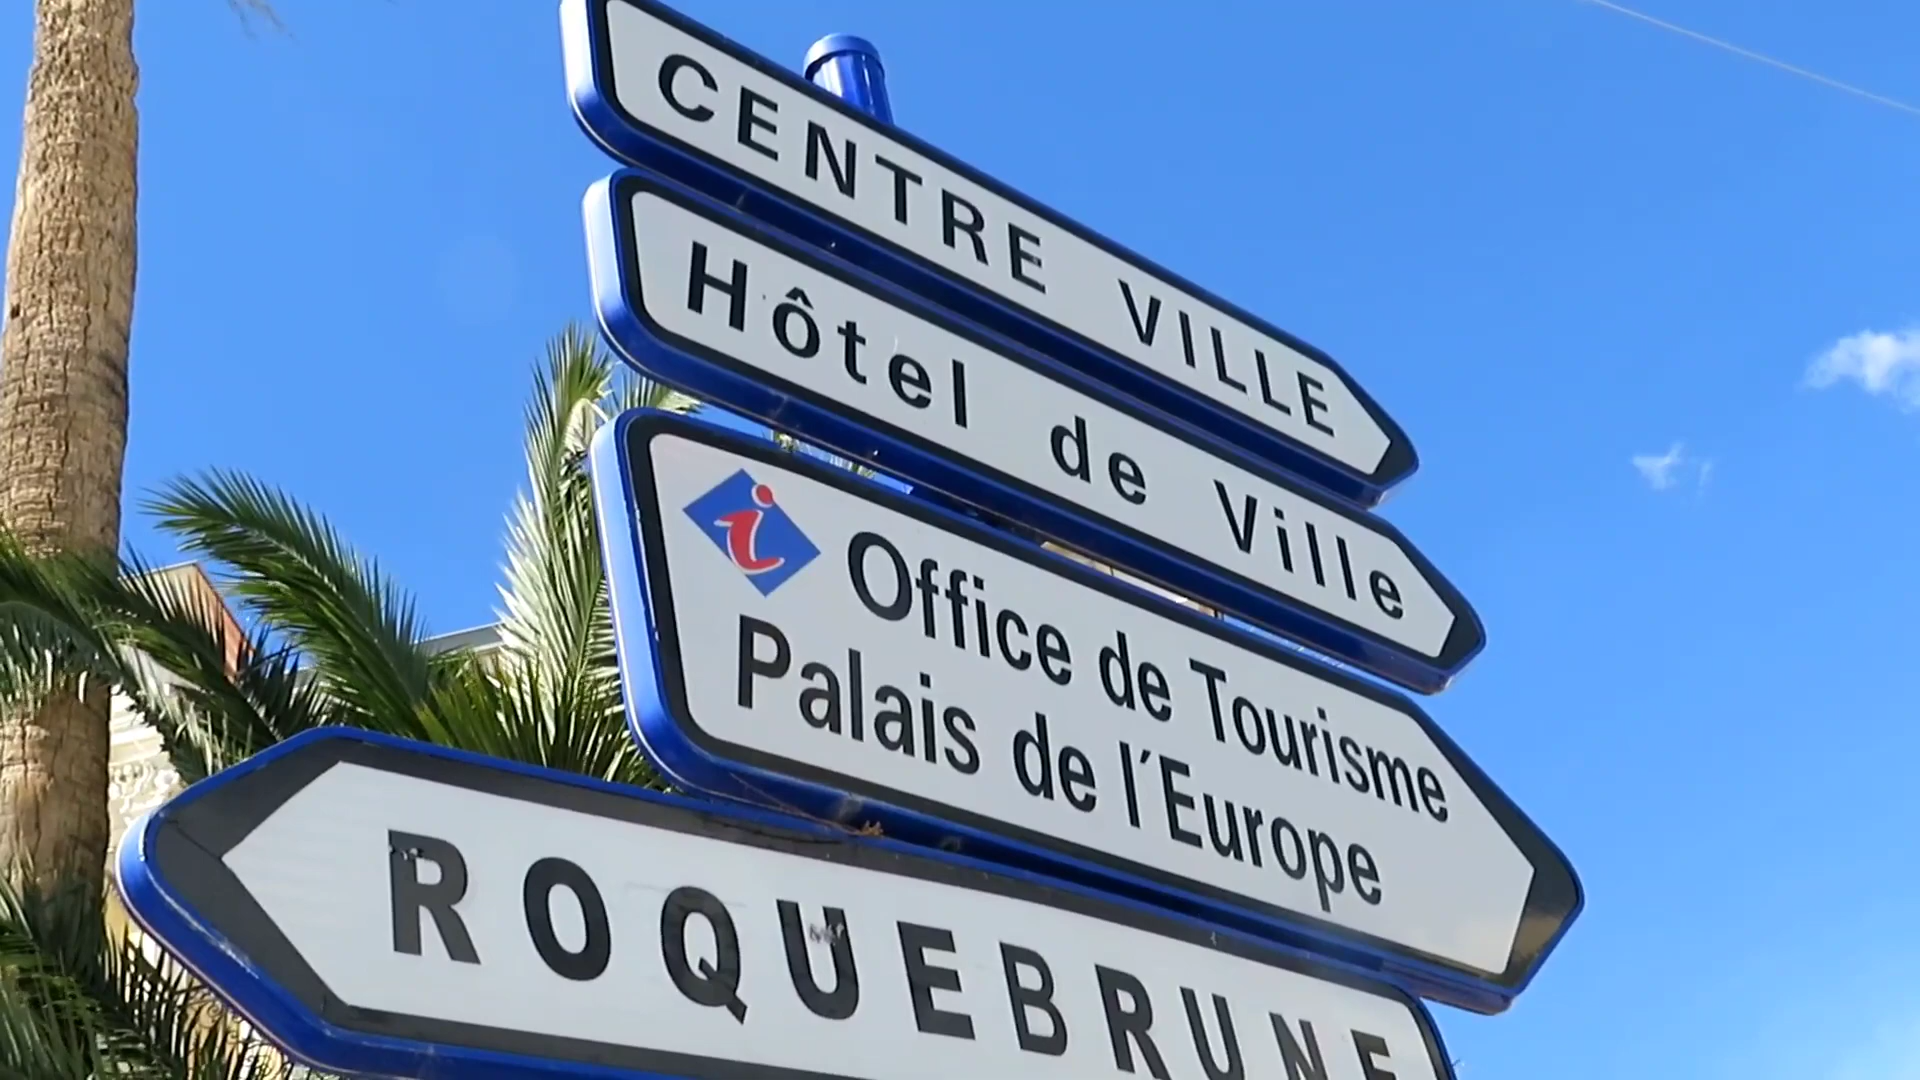 CENTRE VILLE
Hôtel de Ville
i Office de Tourisme
Palais de l'Europe
ROQUEBRUNE